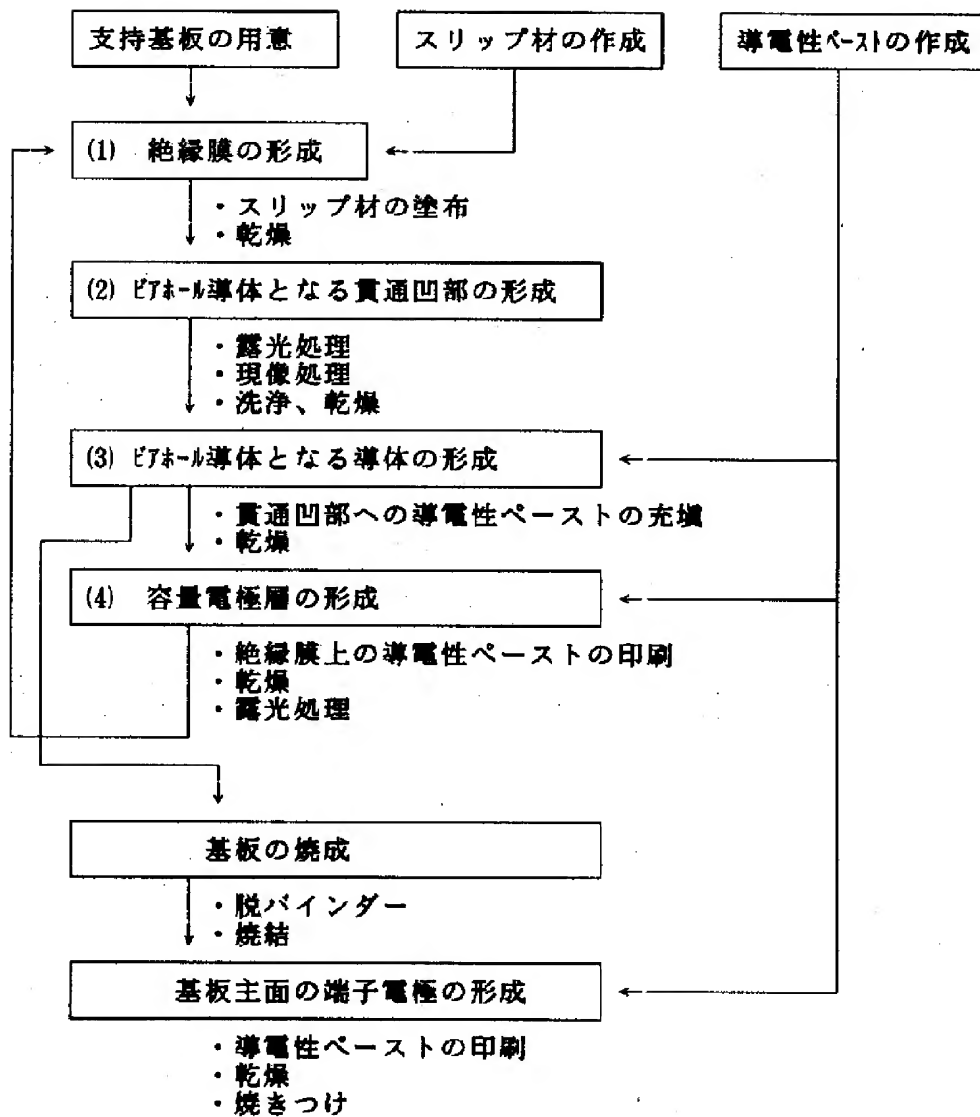 支持基板の用意
スリップ材の作成
導電性ペーストの作成
(1) 絶縁膜の形成
・スリップ材の塗布
・乾燥
(2) ビアホール導体となる貫通凹部の形成
・露光処理
・現像処理
・洗浄、乾燥
(3) ビアホール導体となる導体の形成
・貫通凹部への導電性ペーストの充填
・乾燥
(4) 容量電極層の形成
・絶縁膜上の導電性ペーストの印刷
・乾燥
・露光処理
基板の焼成
・脱バインダー
・焼結
基板主面の端子電極の形成
・導電性ペーストの印刷
・乾燥
・焼きつけ